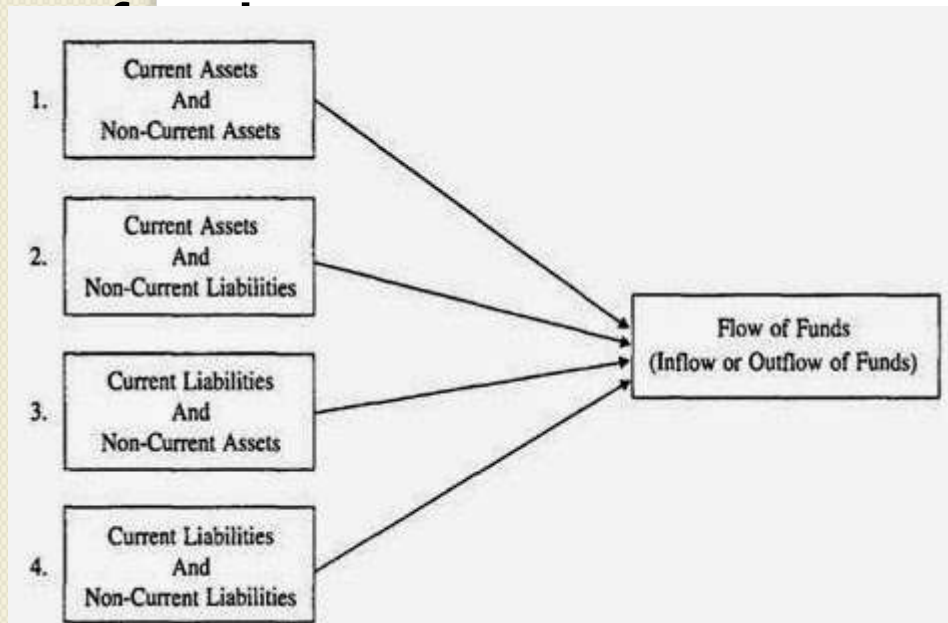 1.
Current Assets
And
Non-Current Assets
2.
Current Assets
And
Non-Current Liabilities
3.
Current Liabilities
And
Non-Current Assets
4.
Current Liabilities
And
Non-Current Liabilities
Flow of Funds
(Inflow or Outflow of Funds)